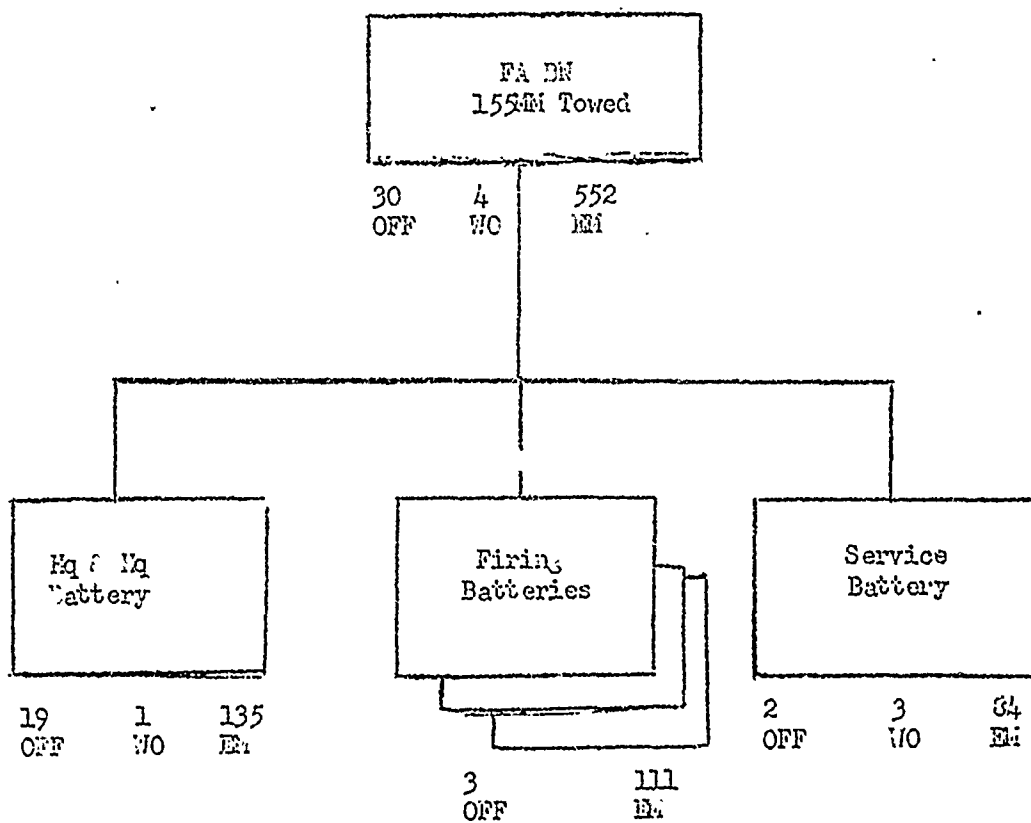 FA BN
155MM Towed
30 4 552
OFF WO EM
Hq & Hq
Battery
Firing
Batteries
Service
Battery
19 1 135
OFF WO EM
3 111
OFF EM
2 3 84
OFF WO EM